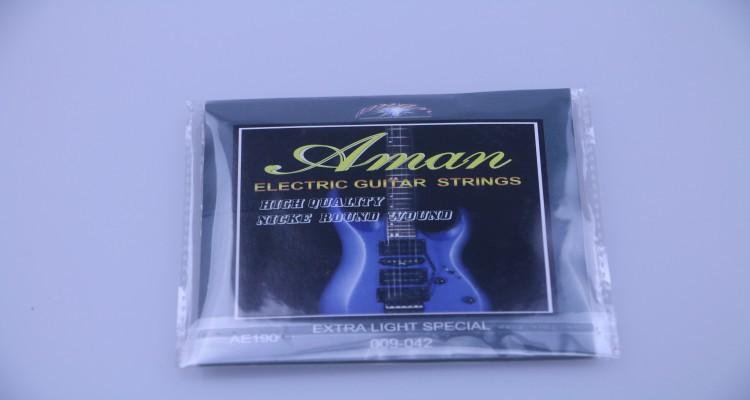 Aman
ELECTRIC GUITAR STRINGS
HIGH QUALITY
NICKE ROUND WOUND
EXTRA LIGHT SPECIAL
AE190
009-042